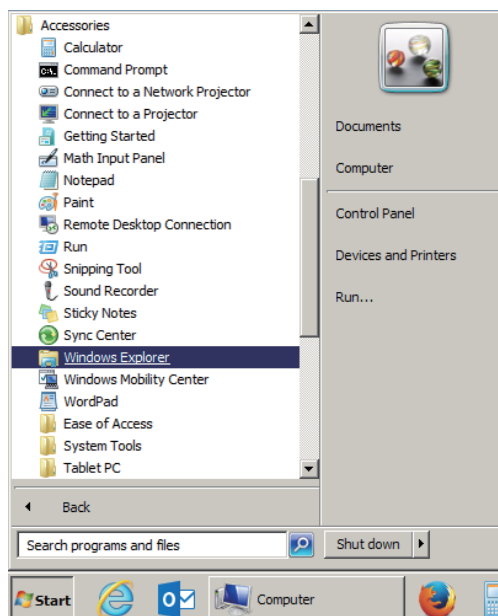 Accessories
Calculator
Command Prompt
Connect to a Network Projector
Connect to a Projector
Getting Started
Math Input Panel
Notepad
Paint
Remote Desktop Connection
Run
Snipping Tool
Sound Recorder
Sticky Notes
Sync Center
Windows Explorer
Windows Mobility Center
WordPad
Ease of Access
System Tools
Tablet PC
Back
Search programs and files
Documents
Computer
Control Panel
Devices and Printers
Run...
Shut down
Start
Computer